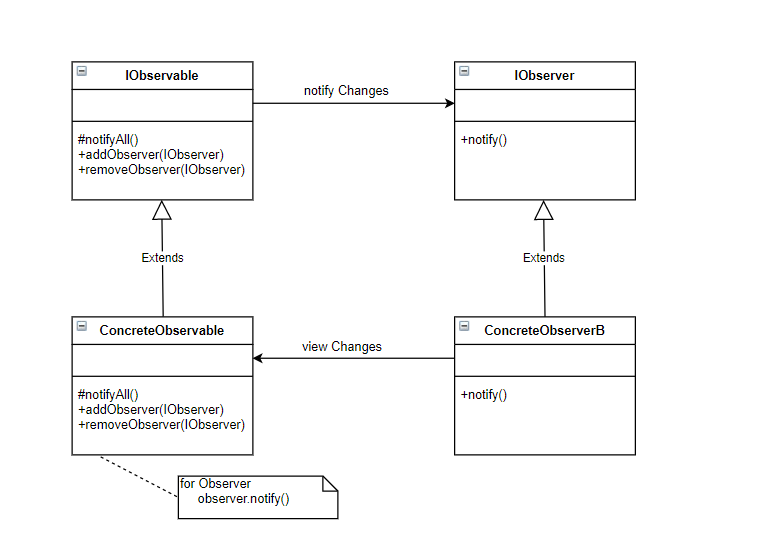 IObservable
#notifyAll()
+addObserver(IObserver)
+removeObserver(IObserver)
notify Changes
IObserver
+notify()
Extends
Extends
ConcreteObservable
#notifyAll()
+addObserver(IObserver)
+removeObserver(IObserver)
view Changes
ConcreteObserverB
+notify()
for Observer
observer.notify()